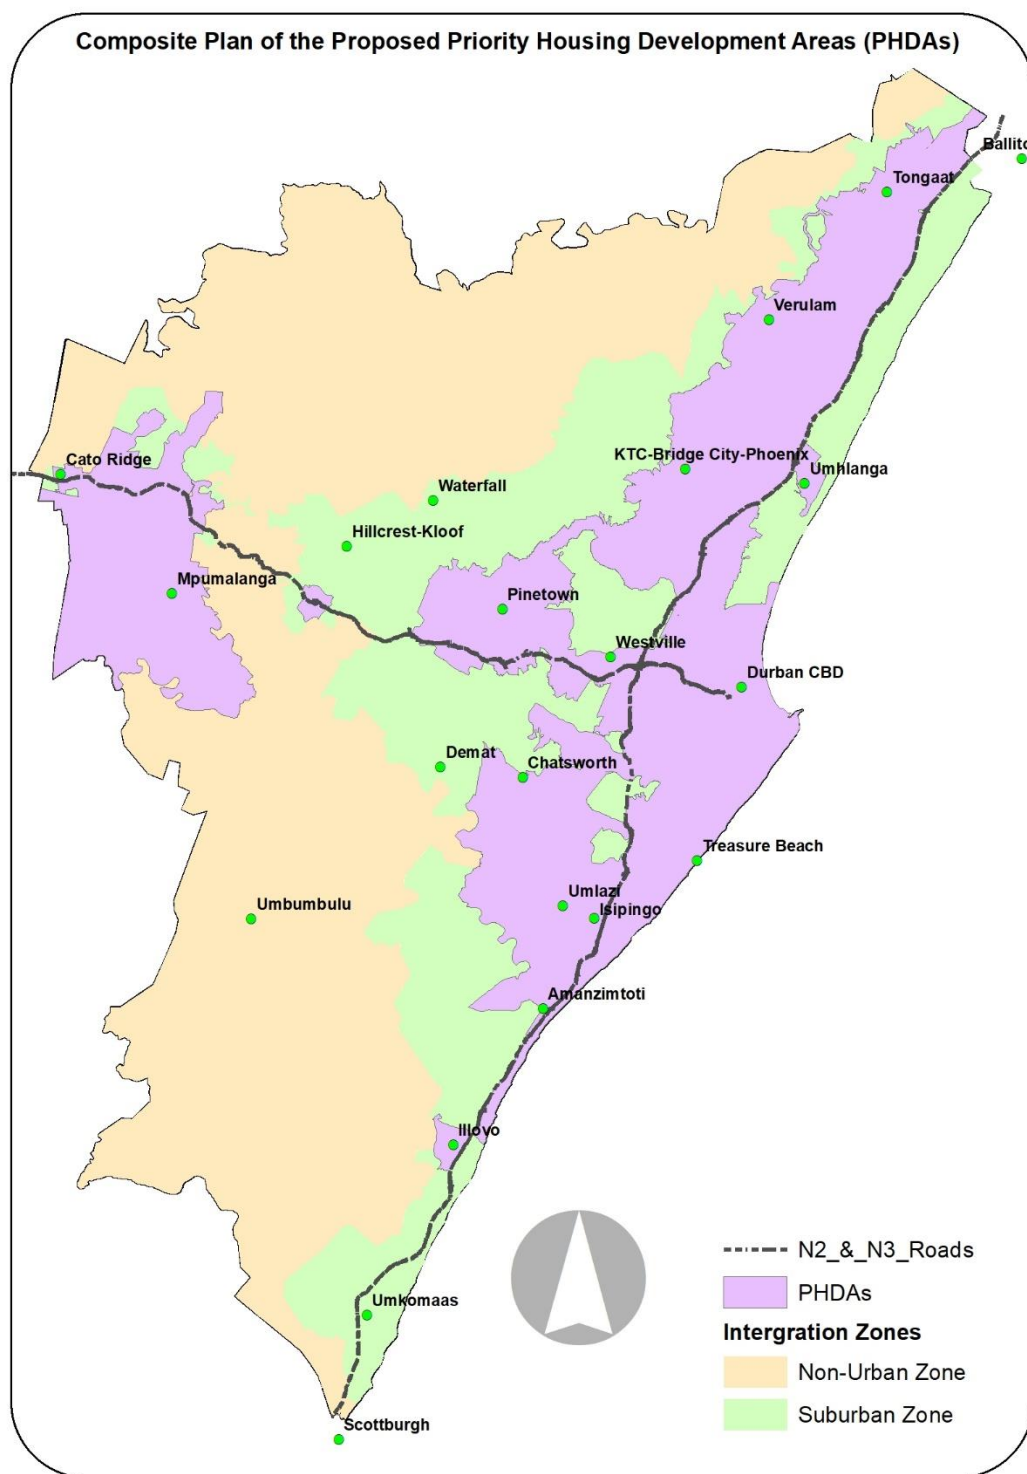 Composite Plan of the Proposed Priority Housing Development Areas (PHDAs)
Ballito
Tongaat
Verulam
KTC-Bridge City-Phoenix
Umhlanga
Cato Ridge
Waterfall
Hillcrest-Kloof
Mpumalanga
Pinetown
Westville
Durban CBD
Demat
Chatsworth
Treasure Beach
Umlazi
Isipingo
Umbumbulu
Amanzimtoti
Illovo
Umkomaas
Scottburgh
N2_&_N3_Roads
PHDAs
Intergration Zones
Non-Urban Zone
Suburban Zone